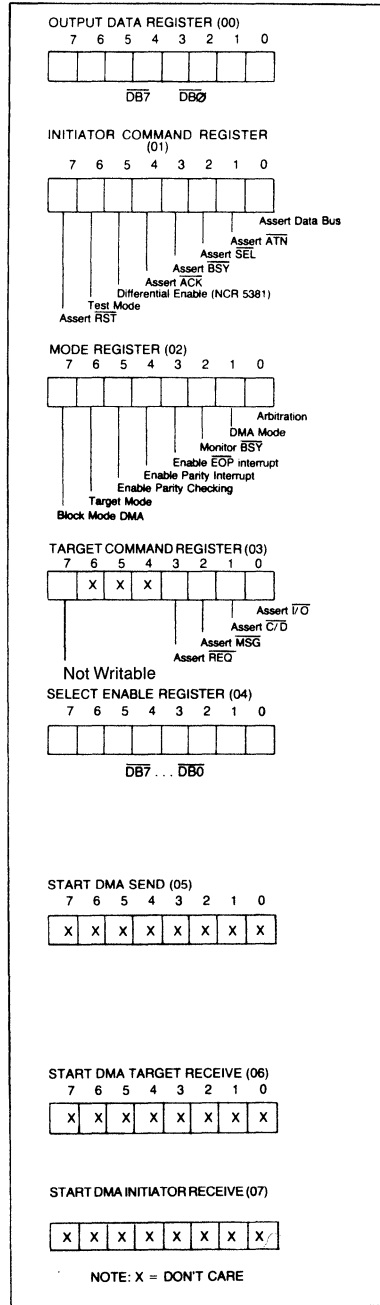 OUTPUT DATA REGISTER (00)
7 6 5 4 3 2 1 0
DB7 DBØ
INITIATOR COMMAND REGISTER
(01)
7 6 5 4 3 2 1 0
Assert Data Bus
Assert ATN
Assert SEL
Assert BSY
Assert ACK
Differential Enable (NCR 5381)
Test Mode
Assert RST
MODE REGISTER (02)
7 6 5 4 3 2 1 0
Arbitration
DMA Mode
Monitor BSY
Enable EOP interrupt
Enable Parity Interrupt
Enable Parity Checking
Target Mode
Block Mode DMA
TARGET COMMAND REGISTER (03)
7 6 5 4 3 2 1 0
X X X
Assert I/O
Assert C/D
Assert MSG
Assert REQ
Not Writable
SELECT ENABLE REGISTER (04)
7 6 5 4 3 2 1 0
DB7 . . . DB0
START DMA SEND (05)
7 6 5 4 3 2 1 0
X X X X X X X X
START DMA TARGET RECEIVE (06)
7 6 5 4 3 2 1 0
X X X X X X X X
START DMA INITIATOR RECEIVE (07)
X X X X X X X X
NOTE: X = DON'T CARE